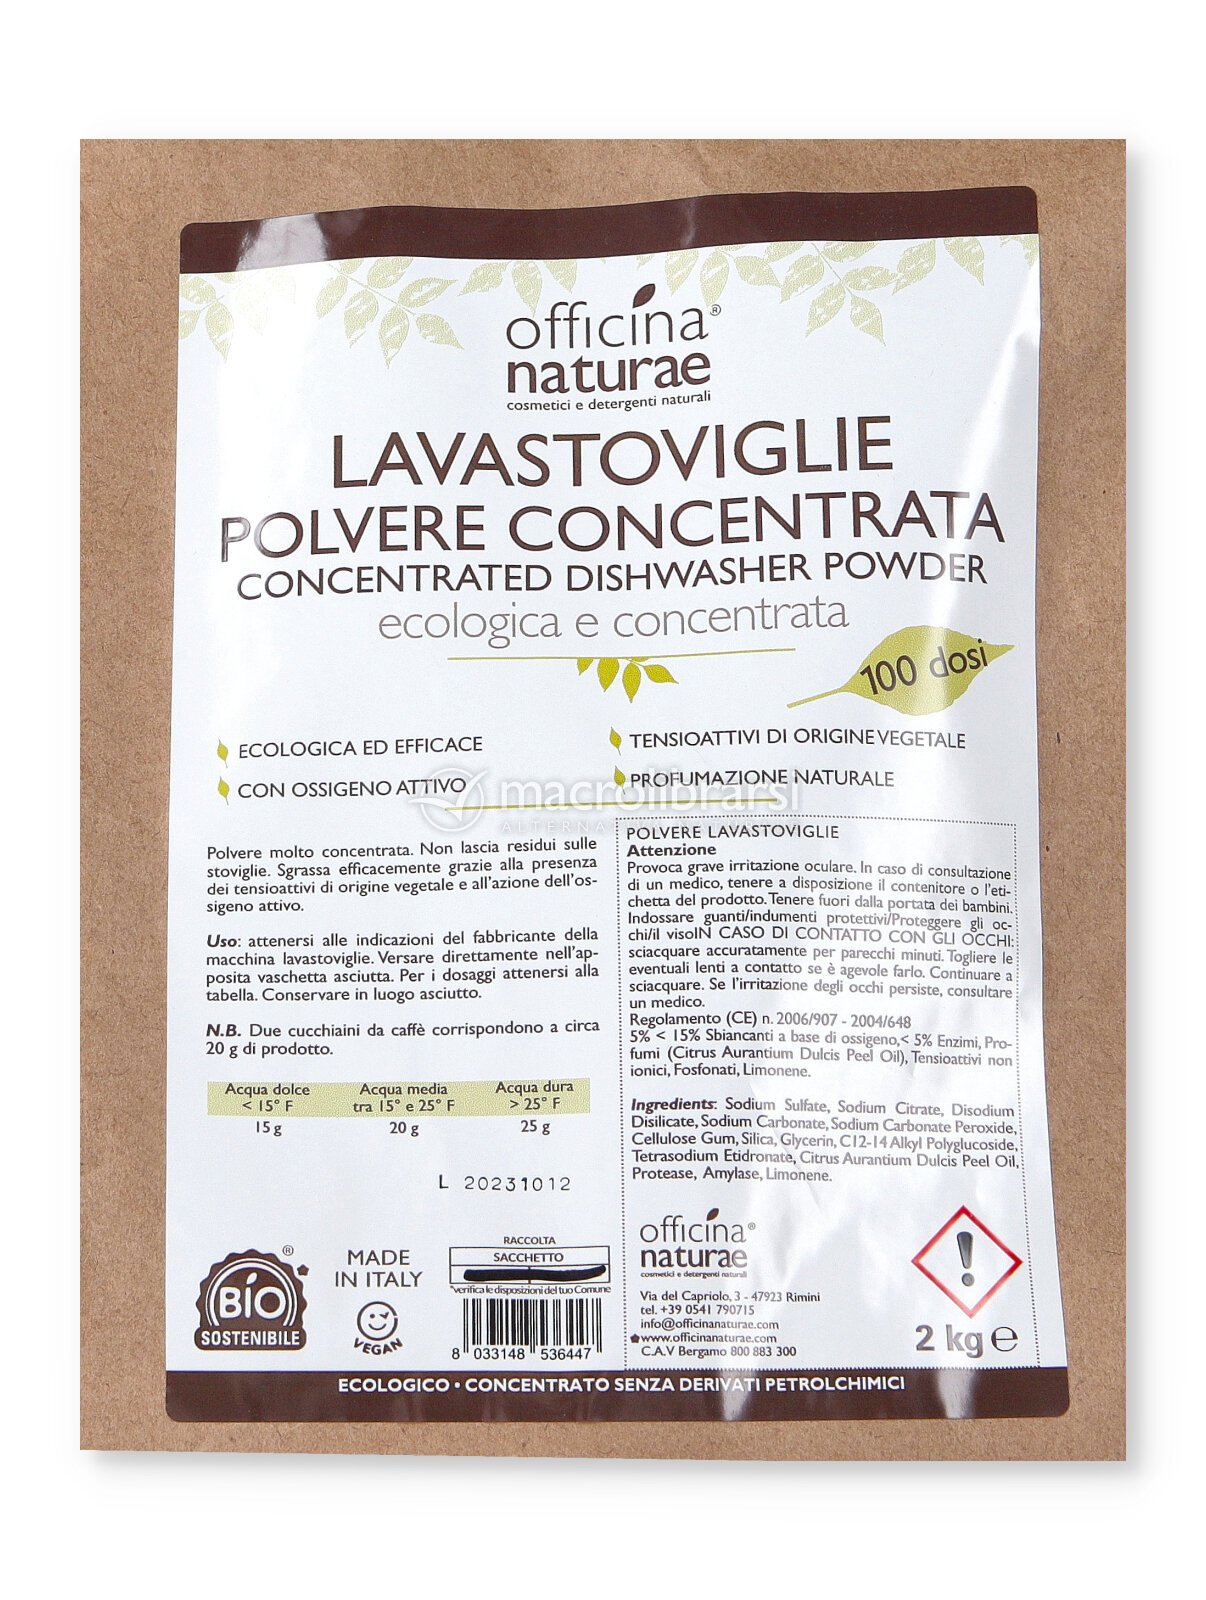 officina®
naturae
cosmetici e detergenti naturali
LAVASTOVIGLIE
POLVERE CONCENTRATA
CONCENTRATED DISHWASHER POWDER
ecologica e concentrata
100 dosi
ECOLOGICA ED EFFICACE
CON OSSIGENO ATTIVO
TENSIOATTIVI DI ORIGINE VEGETALE
PROFUMAZIONE NATURALE
macrolibrarsi
Polvere molto concentrata. Non lascia residui sulle
stoviglie. Sgrassa efficacemente grazie alla presenza
dei tensioattivi di origine vegetale e all'azione dell'os-
sigeno attivo.
Uso: attenersi alle indicazioni del fabbricante della
macchina lavastoviglie. Versare direttamente nell'ap-
posita vaschetta asciutta. Per i dosaggi attenersi alla
tabella. Conservare in luogo asciutto.
N.B. Due cucchiaini da caffè corrispondono a circa
20 g di prodotto.
Acqua dolce Acqua media Acqua dura
< 15° F tra 15° e 25° F > 25° F
15 g 20 g 25 g
L 20231012
BIO
SOSTENIBILE
®
MADE
IN ITALY
VEGAN
RACCOLTA
SACCHETTO
*verifica le disposizioni del tuo Comune
8 033148 536447
POLVERE LAVASTOVIGLIE
Attenzione
Provoca grave irritazione oculare. In caso di consultazione
di un medico, tenere a disposizione il contenitore o l'eti-
chetta del prodotto. Tenere fuori dalla portata dei bambini.
Indossare guanti/indumenti protettivi/Proteggere gli oc-
chi/il visoIN CASO DI CONTATTO CON GLI OCCHI:
sciacquare accuratamente per parecchi minuti. Togliere le
eventuali lenti a contatto se è agevole farlo. Continuare a
sciacquare. Se l'irritazione degli occhi persiste, consultare
un medico.
Regolamento (CE) n. 2006/907 - 2004/648
5% < 15% Sbiancanti a base di ossigeno,< 5% Enzimi, Pro-
fumi (Citrus Aurantium Dulcis Peel Oil), Tensioattivi non
ionici, Fosfonati, Limonene.
Ingredients: Sodium Sulfate, Sodium Citrate, Disodium
Disilicate, Sodium Carbonate, Sodium Carbonate Peroxide,
Cellulose Gum, Silica, Glycerin, C12-14 Alkyl Polyglucoside,
Tetrasodium Etidronate, Citrus Aurantium Dulcis Peel Oil,
Protease, Amylase, Limonene.
officina®
naturae
cosmetici e detergenti naturali
Via del Capriolo, 3 - 47923 Rimini
tel. +39 0541 790715
info@officinanaturae.com
www.officinanaturae.com
C.A.V Bergamo 800 883 300
2 kg ℮
ECOLOGICO • CONCENTRATO SENZA DERIVATI PETROLCHIMICI